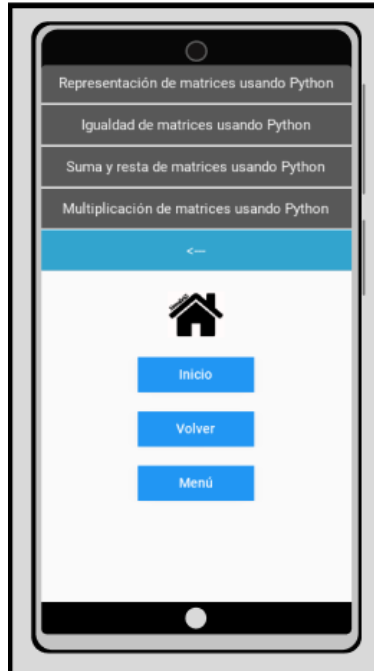 Representación de matrices usando Python
Igualdad de matrices usando Python
Suma y resta de matrices usando Python
Multiplicación de matrices usando Python
<---
Inicio
Volver
Menú